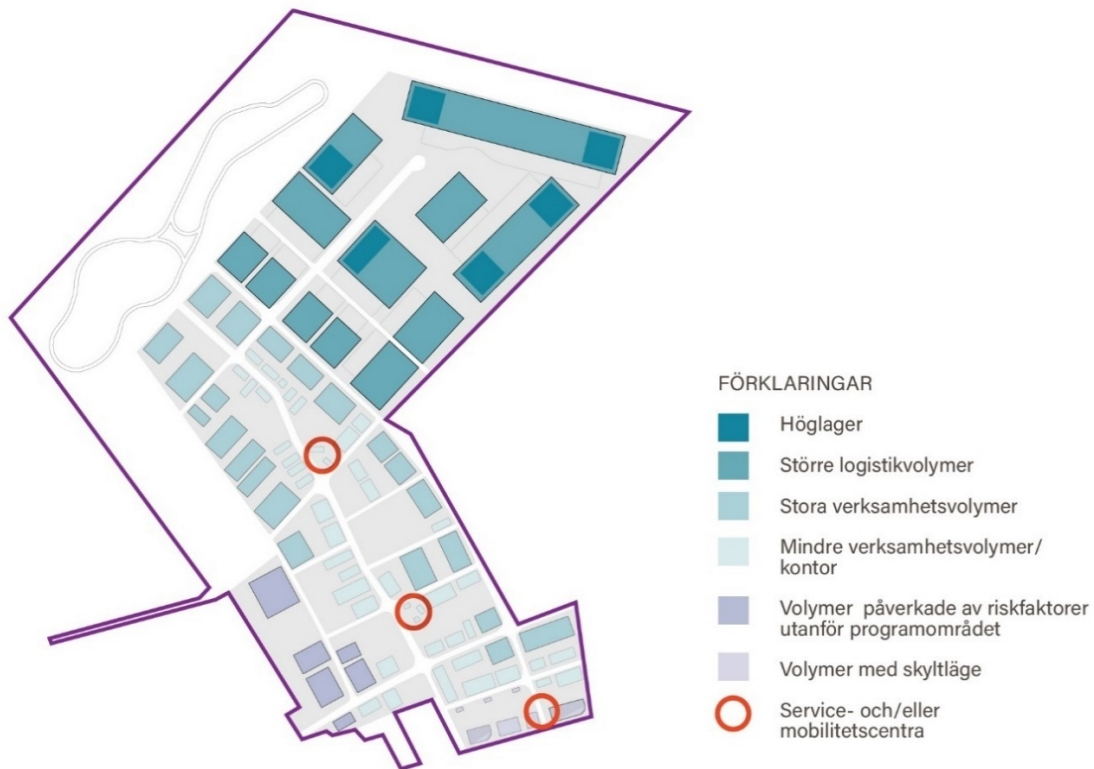 FÖRKLARINGAR
Höglager
Större logistikvolymer
Stora verksamhetsvolymer
Mindre verksamhetsvolymer/
kontor
Volymer påverkade av riskfaktorer
utanför programområdet
Volymer med skyltläge
Service- och/eller
mobilitetscentra